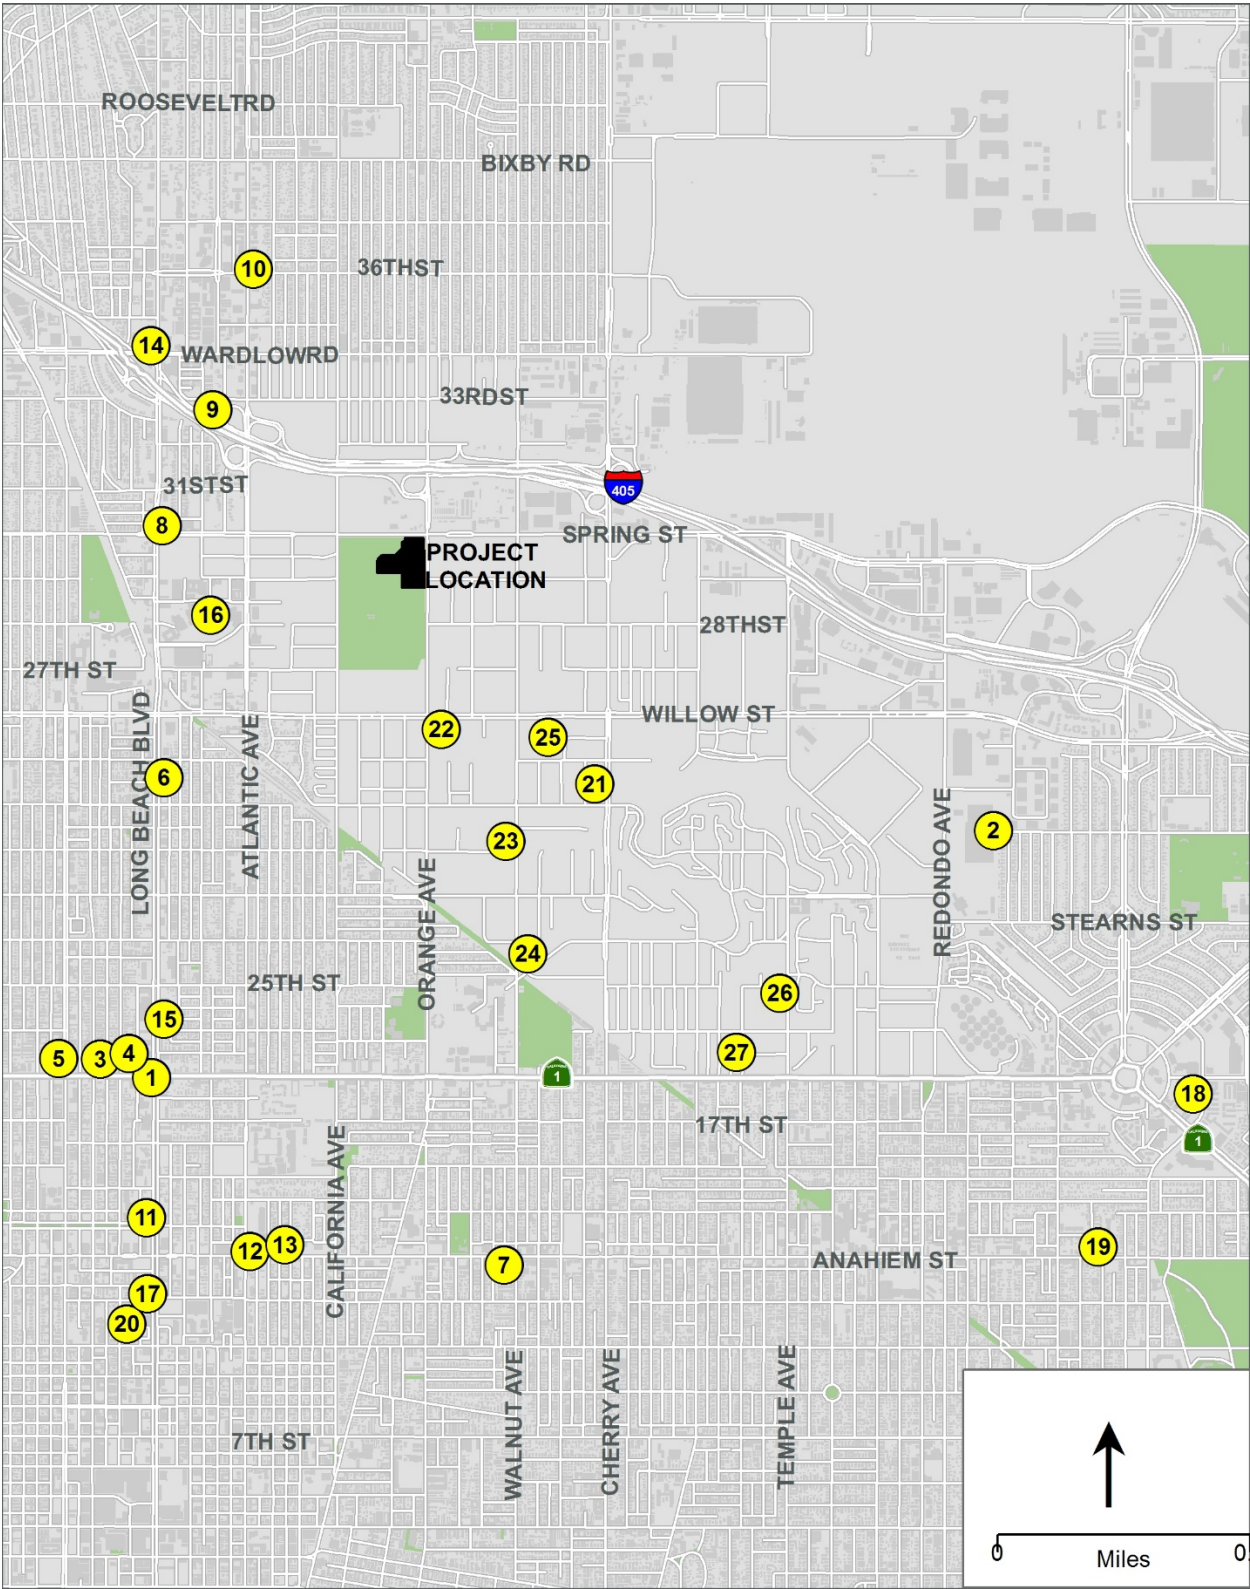 ROOSEVELTRD
BIXBY RD
10
36THST
14
WARDLOWRD
33RDST
9
31STST
405
8
SPRING ST
PROJECT
LOCATION
16
28THST
27TH ST
LONG BEACH BLVD
ATLANTIC AVE
WILLOW ST
22
25
6
21
REDONDO AVE
2
23
ORANGE AVE
STEARNS ST
24
25TH ST
26
15
5
3
4
27
1
1
18
17TH ST
1
CALIFORNIA AVE
11
12
13
19
7
ANAHIEM ST
17
20
WALNUT AVE
CHERRY AVE
TEMPLE AVE
7TH ST
0
0.
Miles